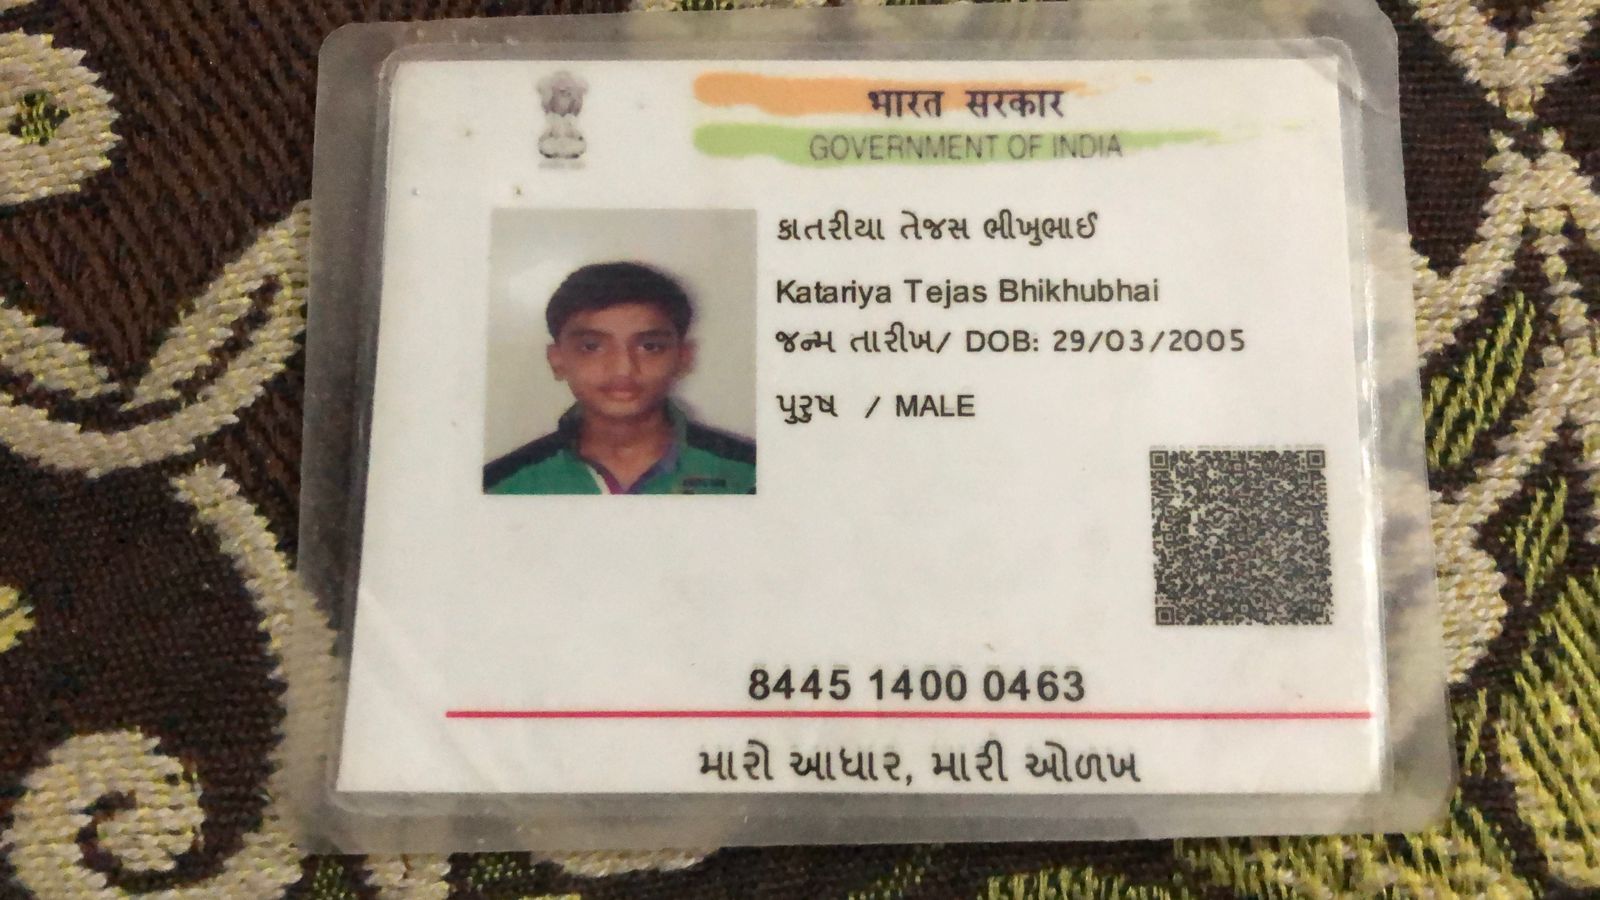 भारत सरकार
GOVERNMENT OF INDIA
કાતરીયા તેજસ ભીખુભાઈ
Katariya Tejas Bhikhubhai
જન્મ તારીખ/ DOB: 29/03/2005
પુરુષ / MALE
8445 1400 0463
મારો આધાર, મારી ઓળખ